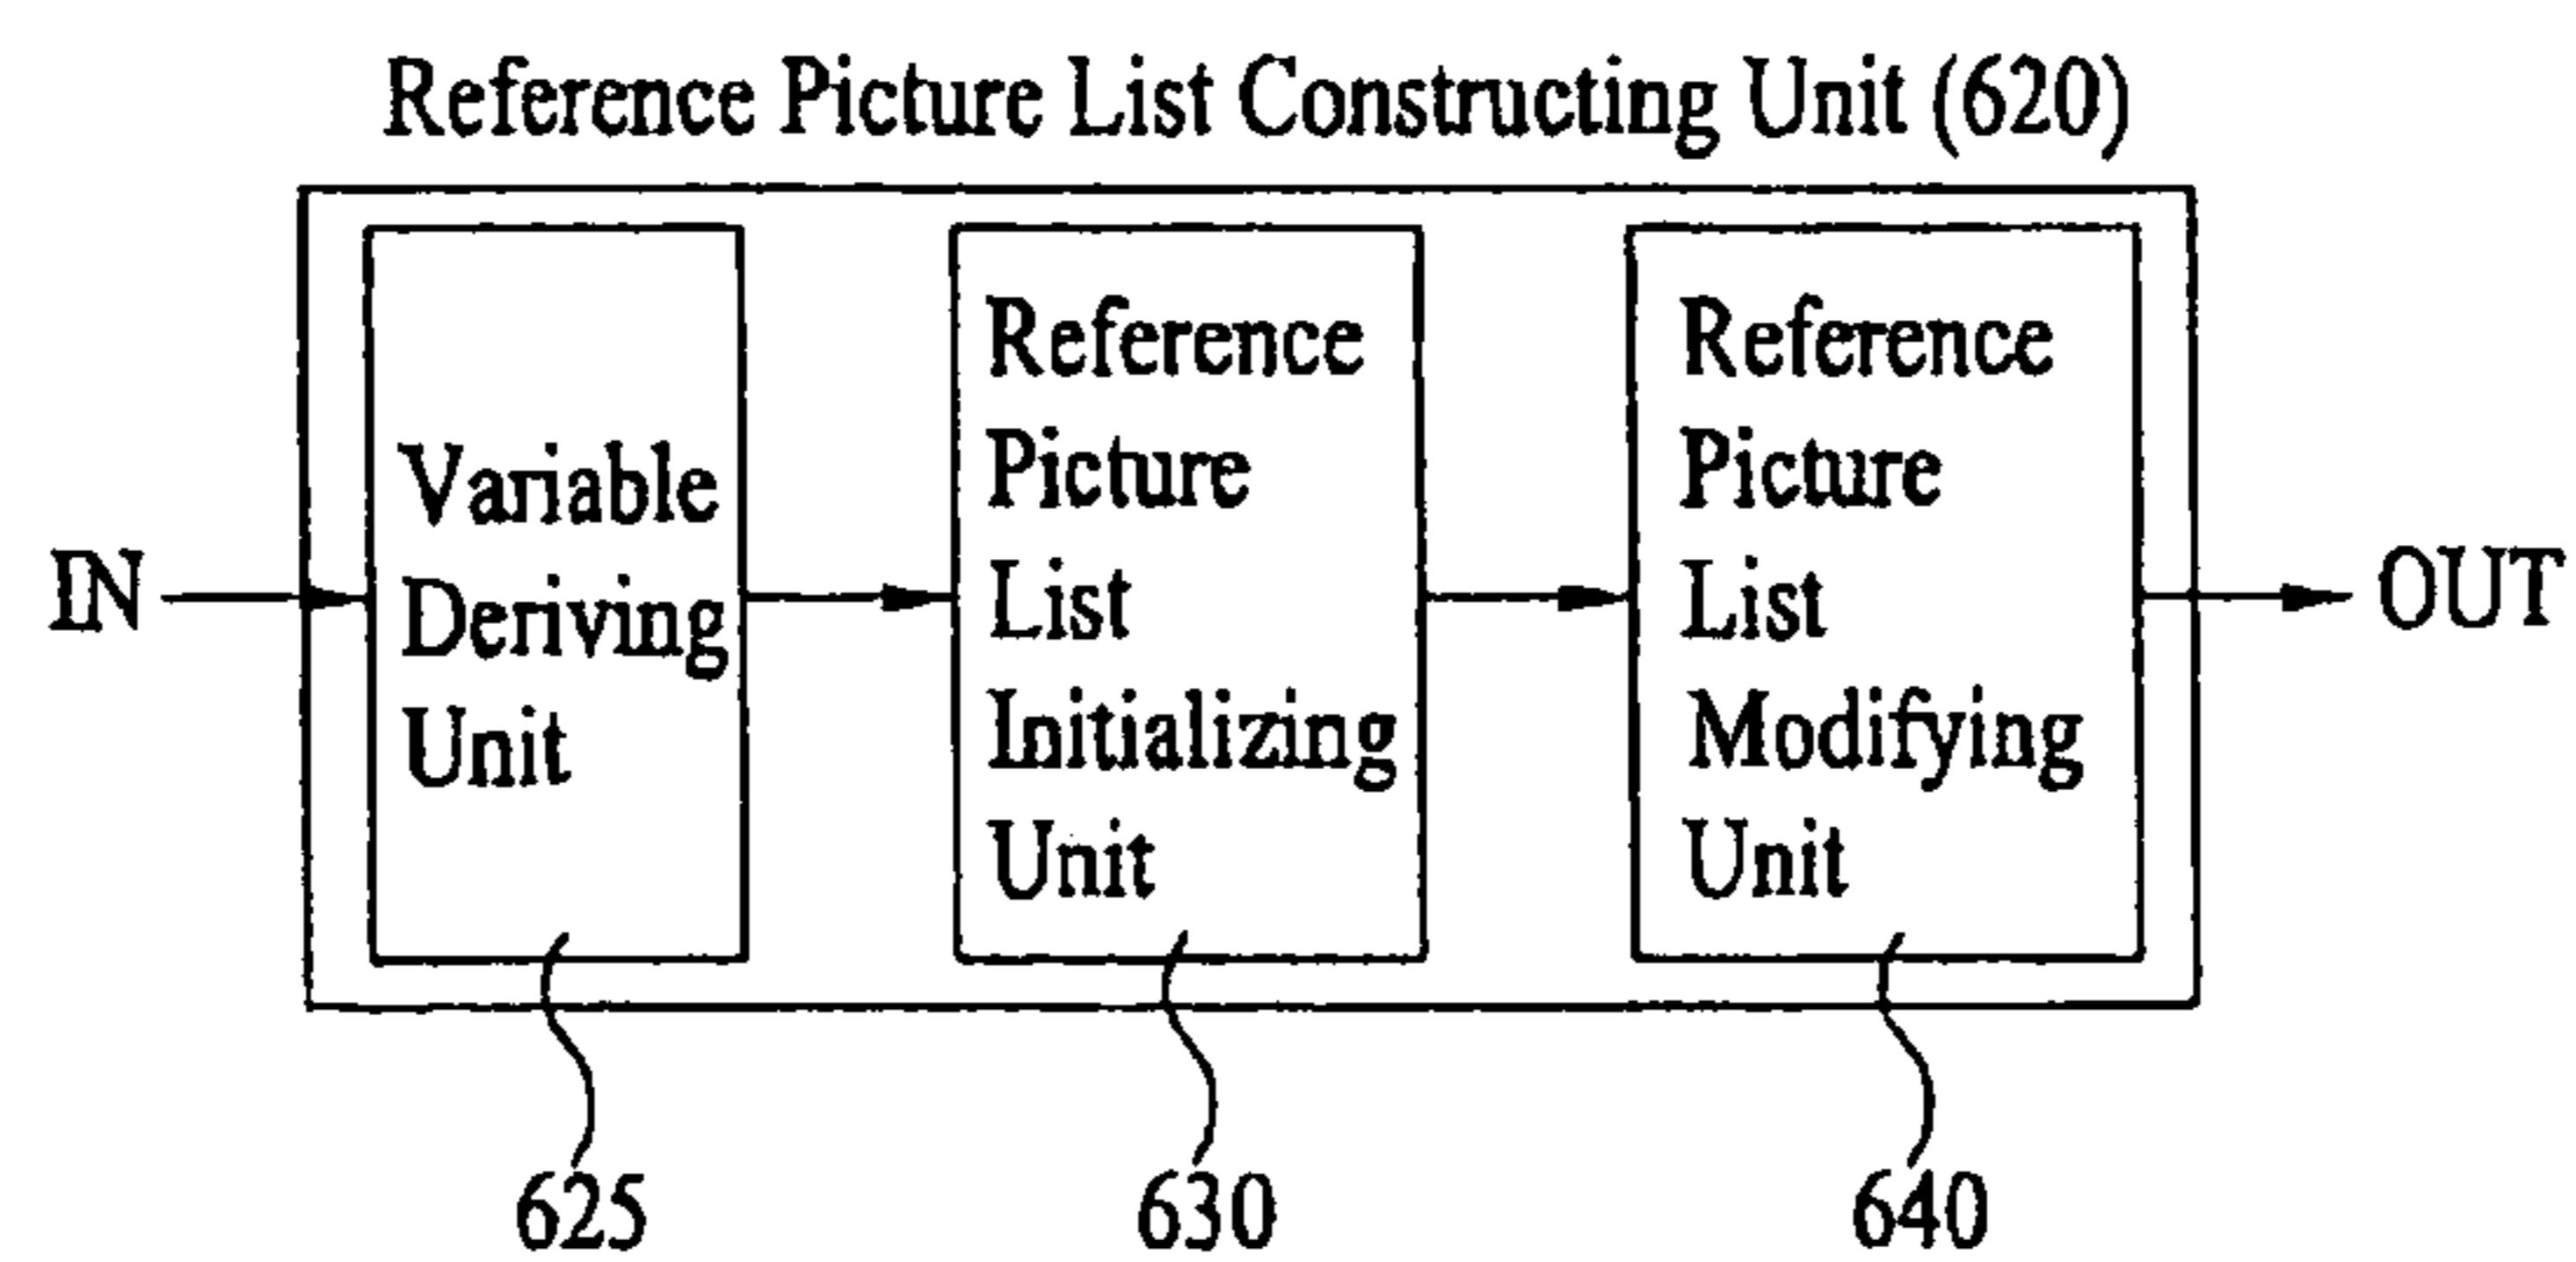 Reference Picture List Constructing Unit (620)
IN
Variable
Deriving
Unit
Reference
Picture
List
Initializing
Unit
Reference
Picture
List
Modifying
Unit
OUT
625
630
640